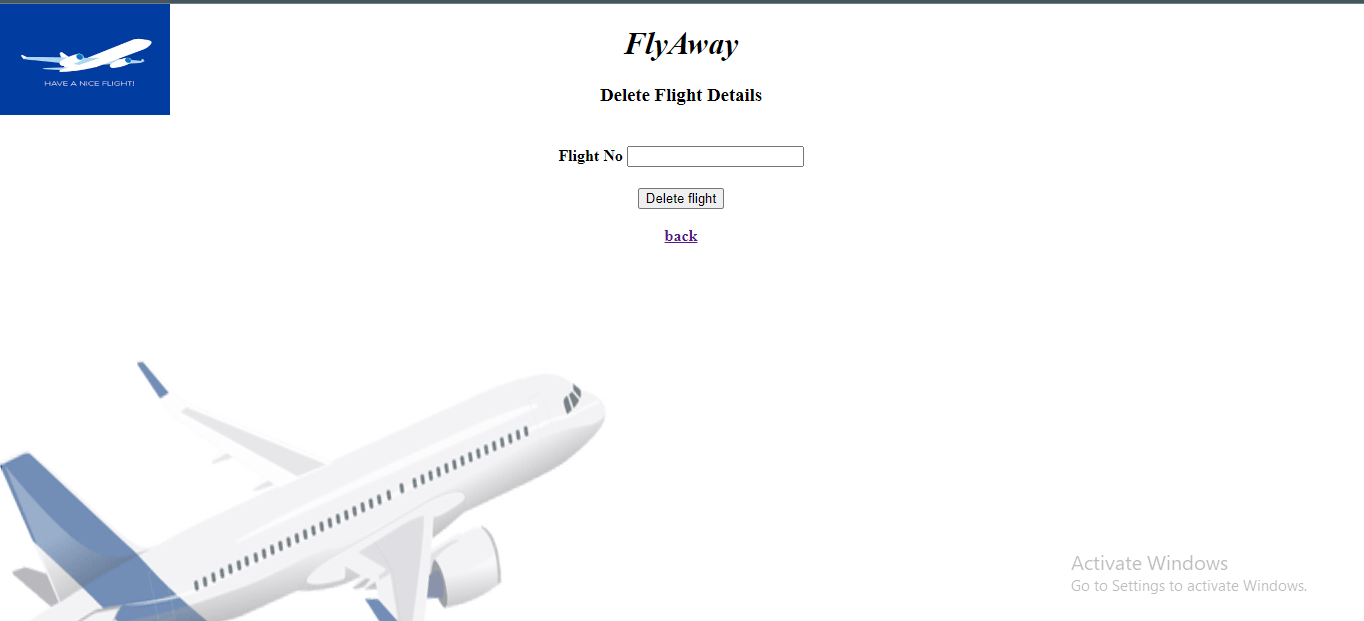 HAVE A NICE FLIGHT!
FlyAway
Delete Flight Details
Flight No
Delete flight
back
Activate Windows
Go to Settings to activate Windows.